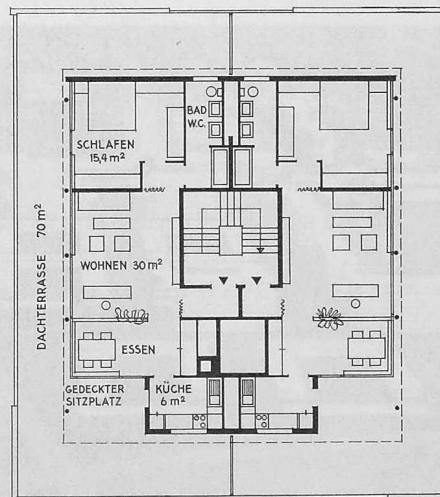 BAD
W.C.
SCHLAFEN
15,4 m²
DACHTERRASSE 70 m²
WOHNEN 30 m²
ESSEN
GEDECKTER
SITZPLATZ
KÜCHE
6 m²